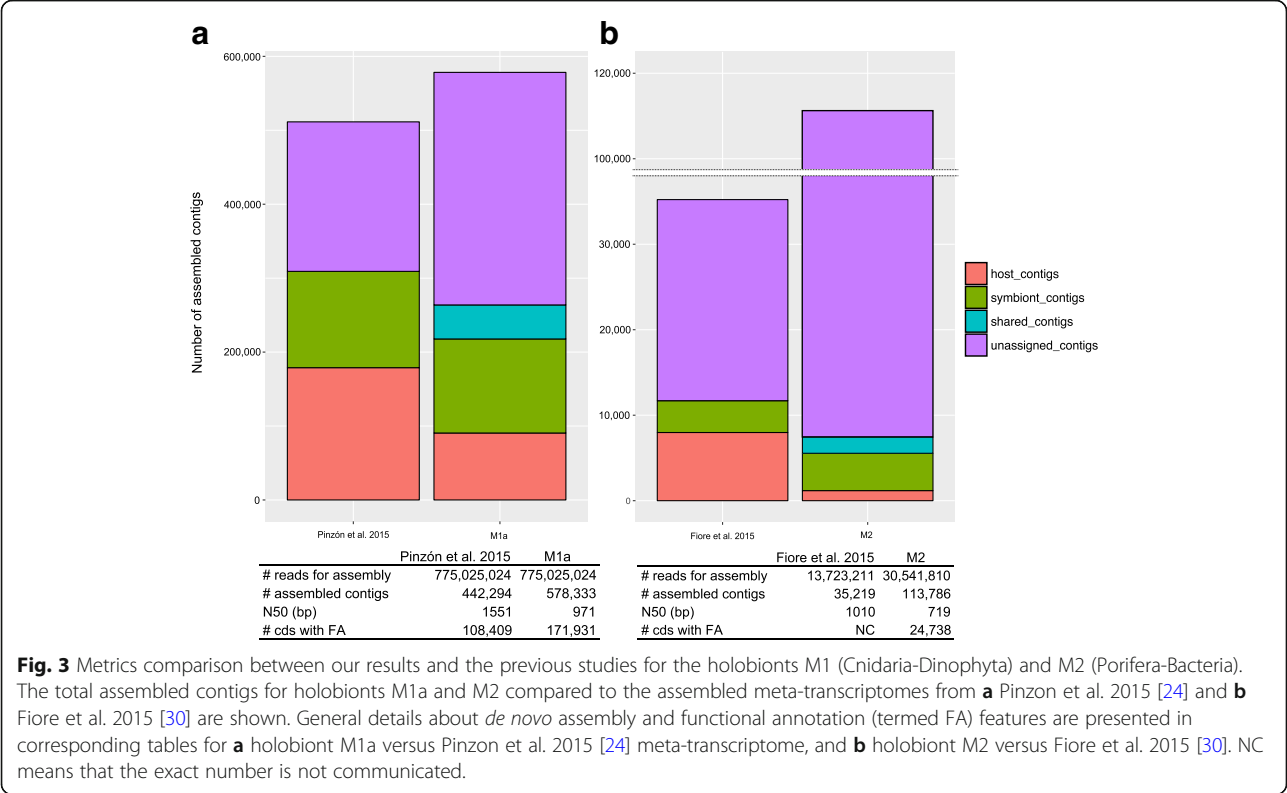 a
b
600,000
400,000
200,000
0
Number of assembled contigs
Pinzón et al. 2015
M1a
120,000
100,000
30,000
20,000
10,000
0
Fiore et al. 2015
M2
host_contigs
symbiont_contigs
shared_contigs
unassigned_contigs
Pinzón et al. 2015 M1a
# reads for assembly 775,025,024 775,025,024
# assembled contigs 442,294 578,333
N50 (bp) 1551 971
# cds with FA 108,409 171,931
Fiore et al. 2015 M2
# reads for assembly 13,723,211 30,541,810
# assembled contigs 35,219 113,786
N50 (bp) 1010 719
# cds with FA NC 24,738
Fig. 3 Metrics comparison between our results and the previous studies for the holobionts M1 (Cnidaria-Dinophyta) and M2 (Porifera-Bacteria).
The total assembled contigs for holobionts M1a and M2 compared to the assembled meta-transcriptomes from a Pinzon et al. 2015 [24] and b
Fiore et al. 2015 [30] are shown. General details about de novo assembly and functional annotation (termed FA) features are presented in
corresponding tables for a holobiont M1a versus Pinzon et al. 2015 [24] meta-transcriptome, and b holobiont M2 versus Fiore et al. 2015 [30]. NC
means that the exact number is not communicated.